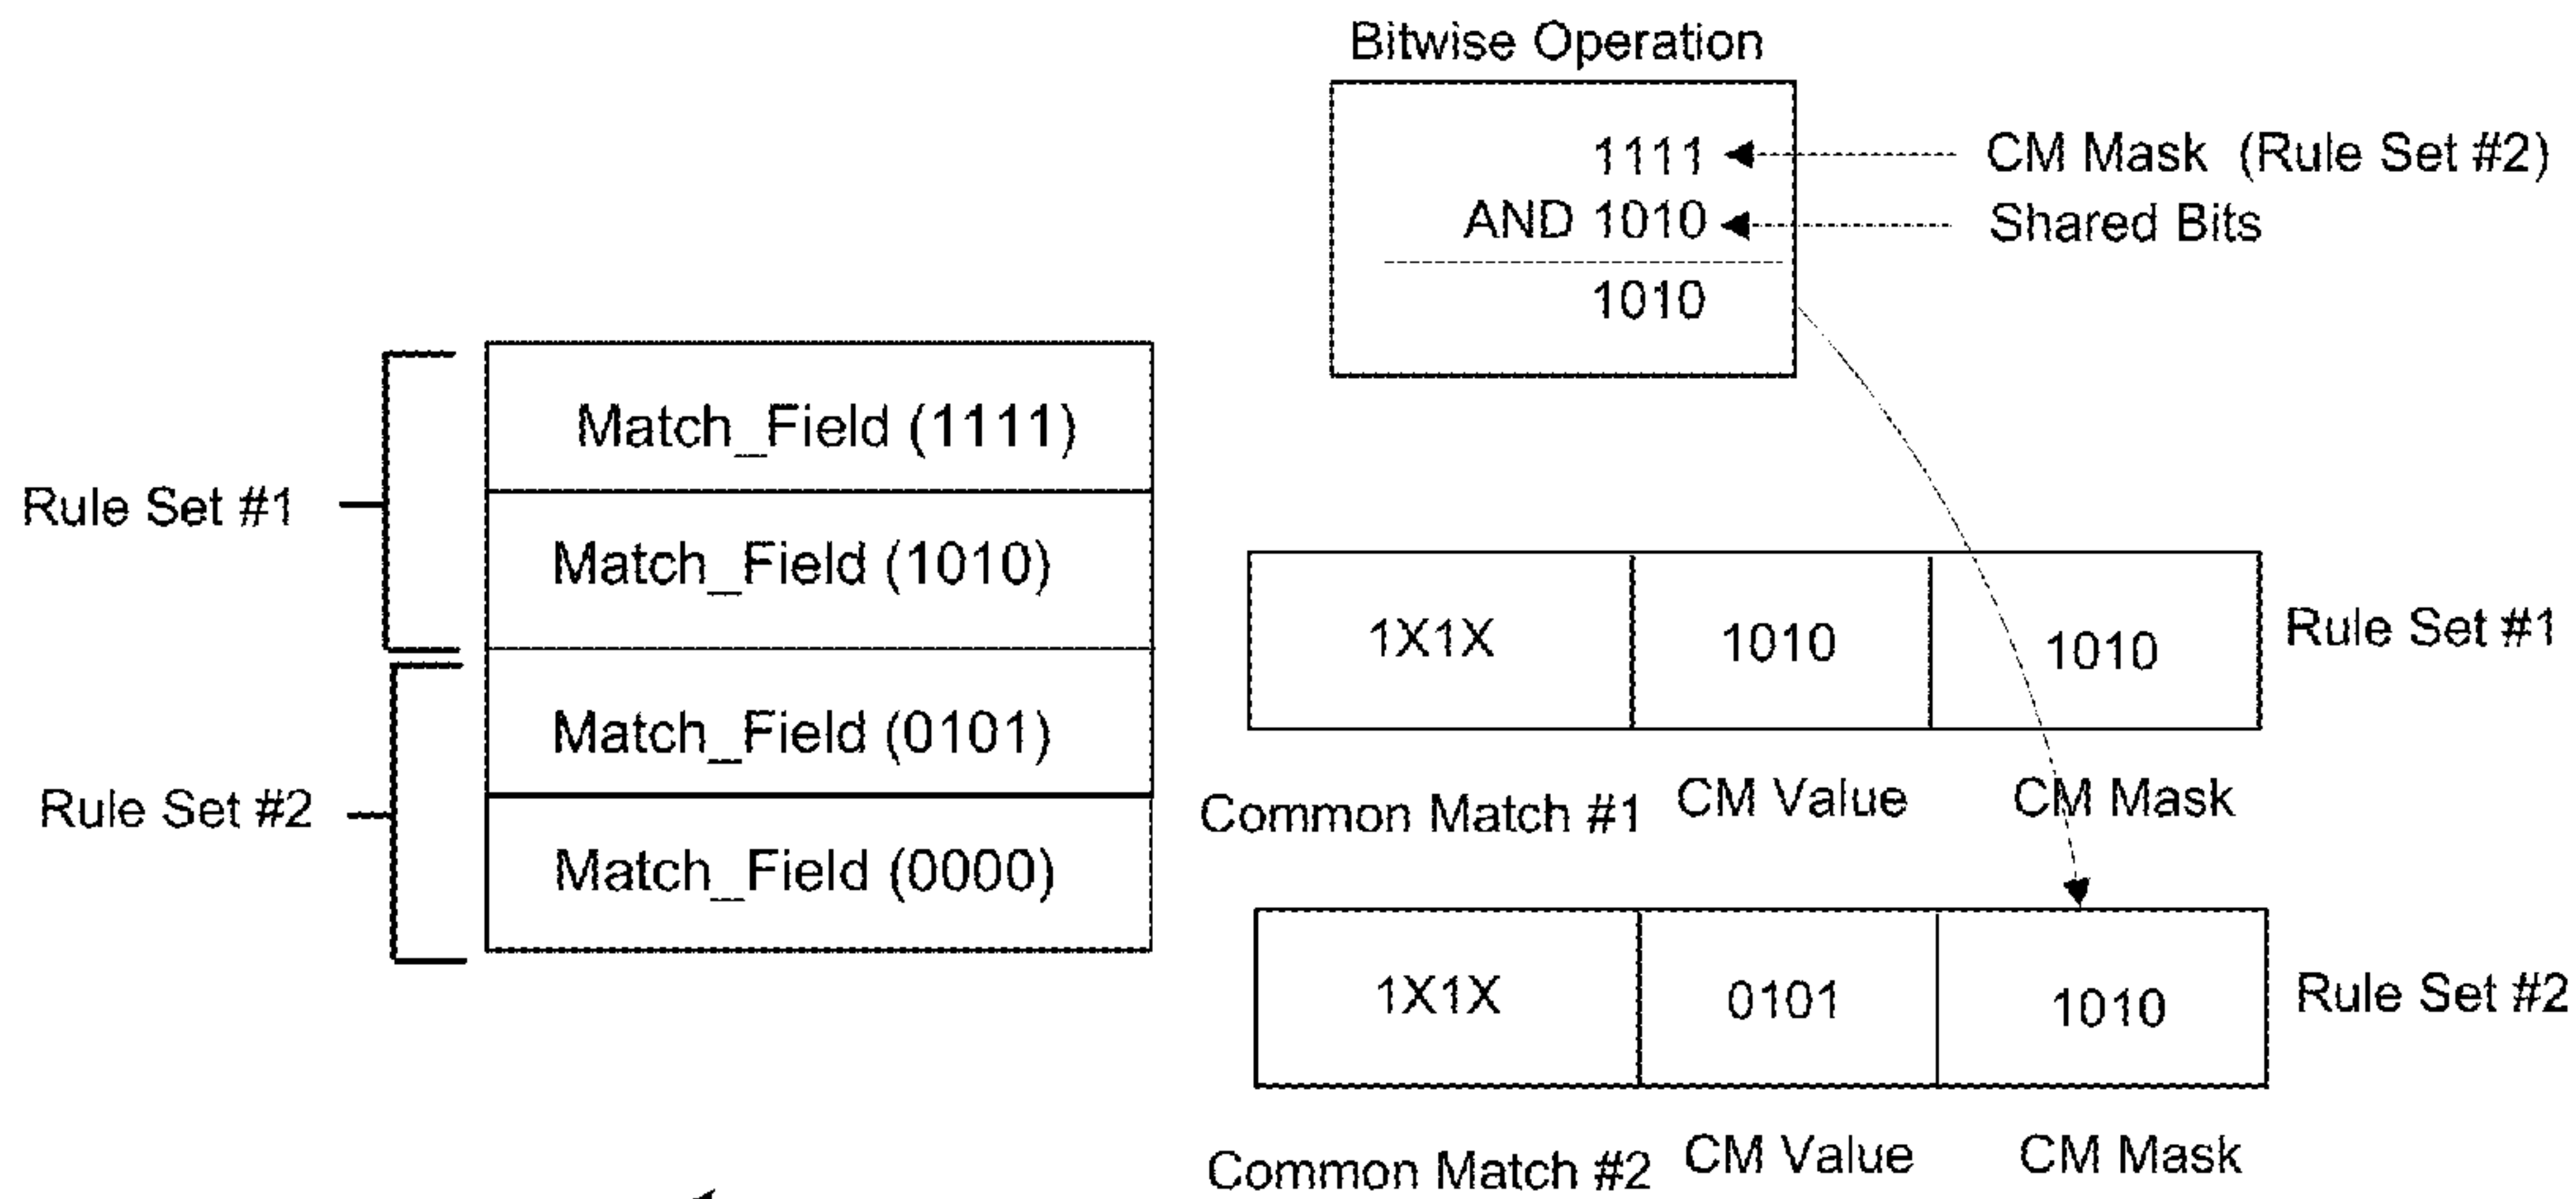 Bitwise Operation
1111
CM Mask (Rule Set #2)
AND 1010
Shared Bits
1010
Rule Set #1
Match_Field (1111)
Match_Field (1010)
Rule Set #2
Match_Field (0101)
Match_Field (0000)
1X1X 1010 1010 Rule Set #1
Common Match #1 CM Value CM Mask
1X1X 0101 1010 Rule Set #2
Common Match #2 CM Value CM Mask